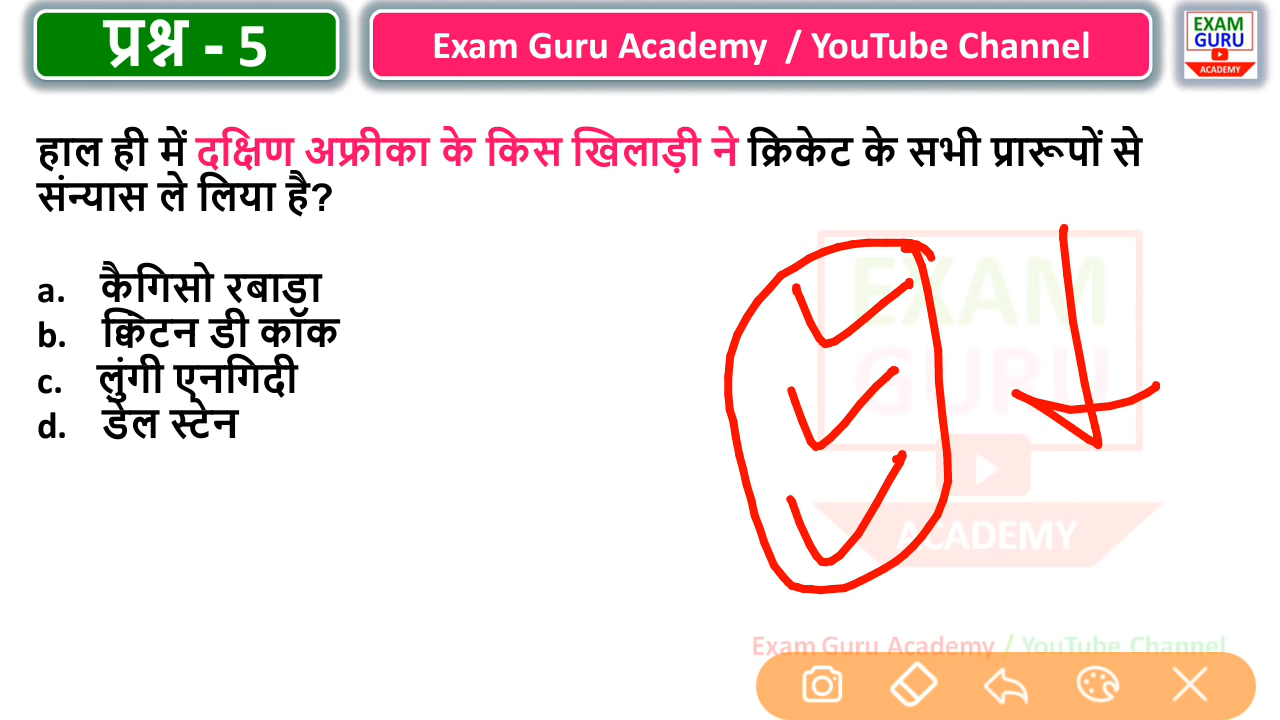 प्रश्न - 5
Exam Guru Academy / YouTube Channel
EXAM
GURU
ACADEMY
हाल ही में दक्षिण अफ्रीका के किस खिलाड़ी ने क्रिकेट के सभी प्रारूपों से
संन्यास ले लिया है?
a. कैगिसो रबाडा
b. क्विटन डी कॉक
c. लुंगी एनगिदी
d. डेल स्टेन
EXAM
GURU
ACADEMY
Exam Guru Academy / YouTube Channel